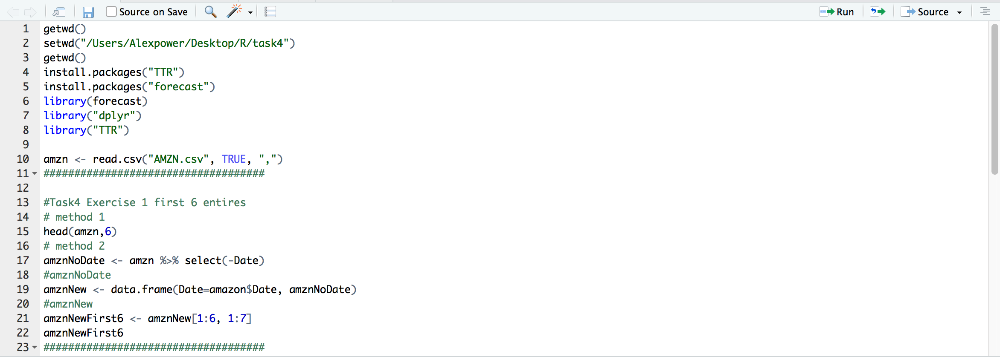 Source on Save Run Source
1 getwd()
2 setwd("/Users/Alexpower/Desktop/R/task4")
3 getwd()
4 install.packages("TTR")
5 install.packages("forecast")
6 library(forecast)
7 library("dplyr")
8 library("TTR")
9
10 amzn <- read.csv("AMZN.csv", TRUE, ",")
11 ####################################
12
13 #Task4 Exercise 1 first 6 entires
14 # method 1
15 head(amzn,6)
16 # method 2
17 amznNoDate <- amzn %>% select(-Date)
18 #amznNoDate
19 amznNew <- data.frame(Date=amazon$Date, amznNoDate)
20 #amznNew
21 amznNewFirst6 <- amznNew[1:6, 1:7]
22 amznNewFirst6
23 ####################################